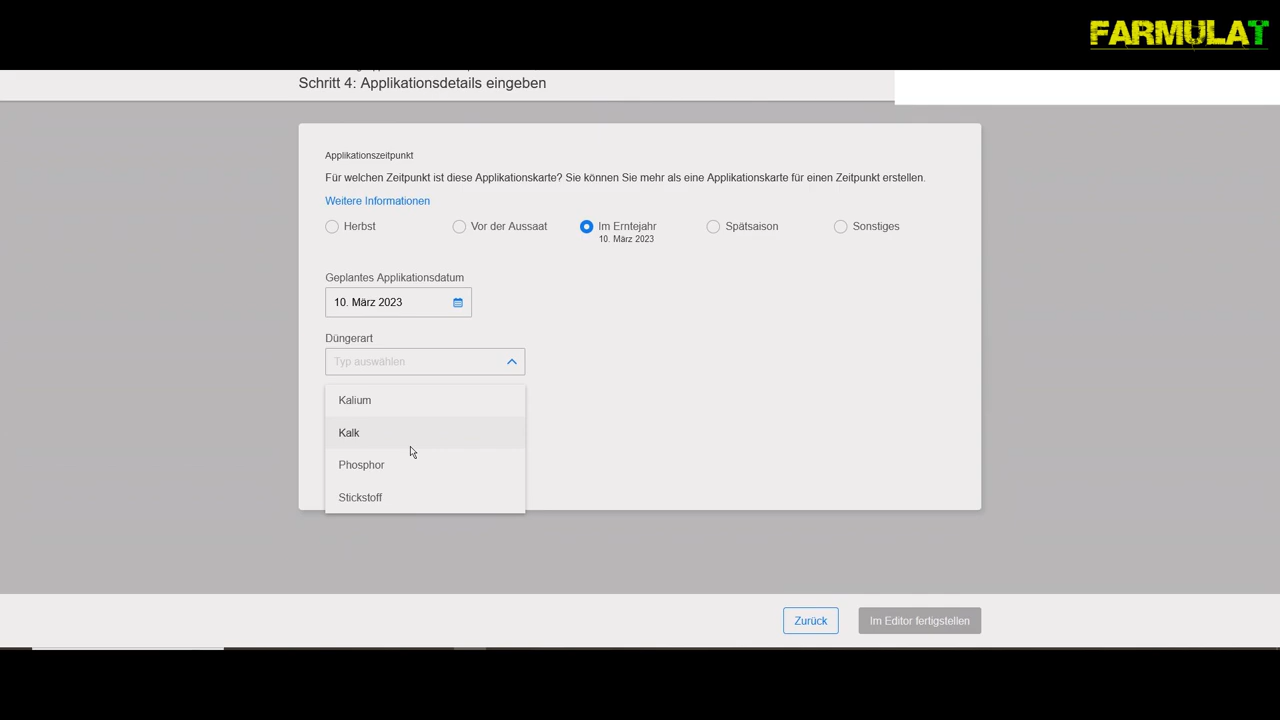 FARMULAT
Schritt 4: Applikationsdetails eingeben
Applikationszeitpunkt
Für welchen Zeitpunkt ist diese Applikationskarte? Sie können Sie mehr als eine Applikationskarte für einen Zeitpunkt erstellen.
Weitere Informationen
Herbst
Vor der Aussaat
Im Erntejahr
10. März 2023
Spätsaison
Sonstiges
Geplantes Applikationsdatum
10. März 2023
Düngerart
Typ auswählen
Kalium
Kalk
Phosphor
Stickstoff
Zurück
Im Editor fertigstellen